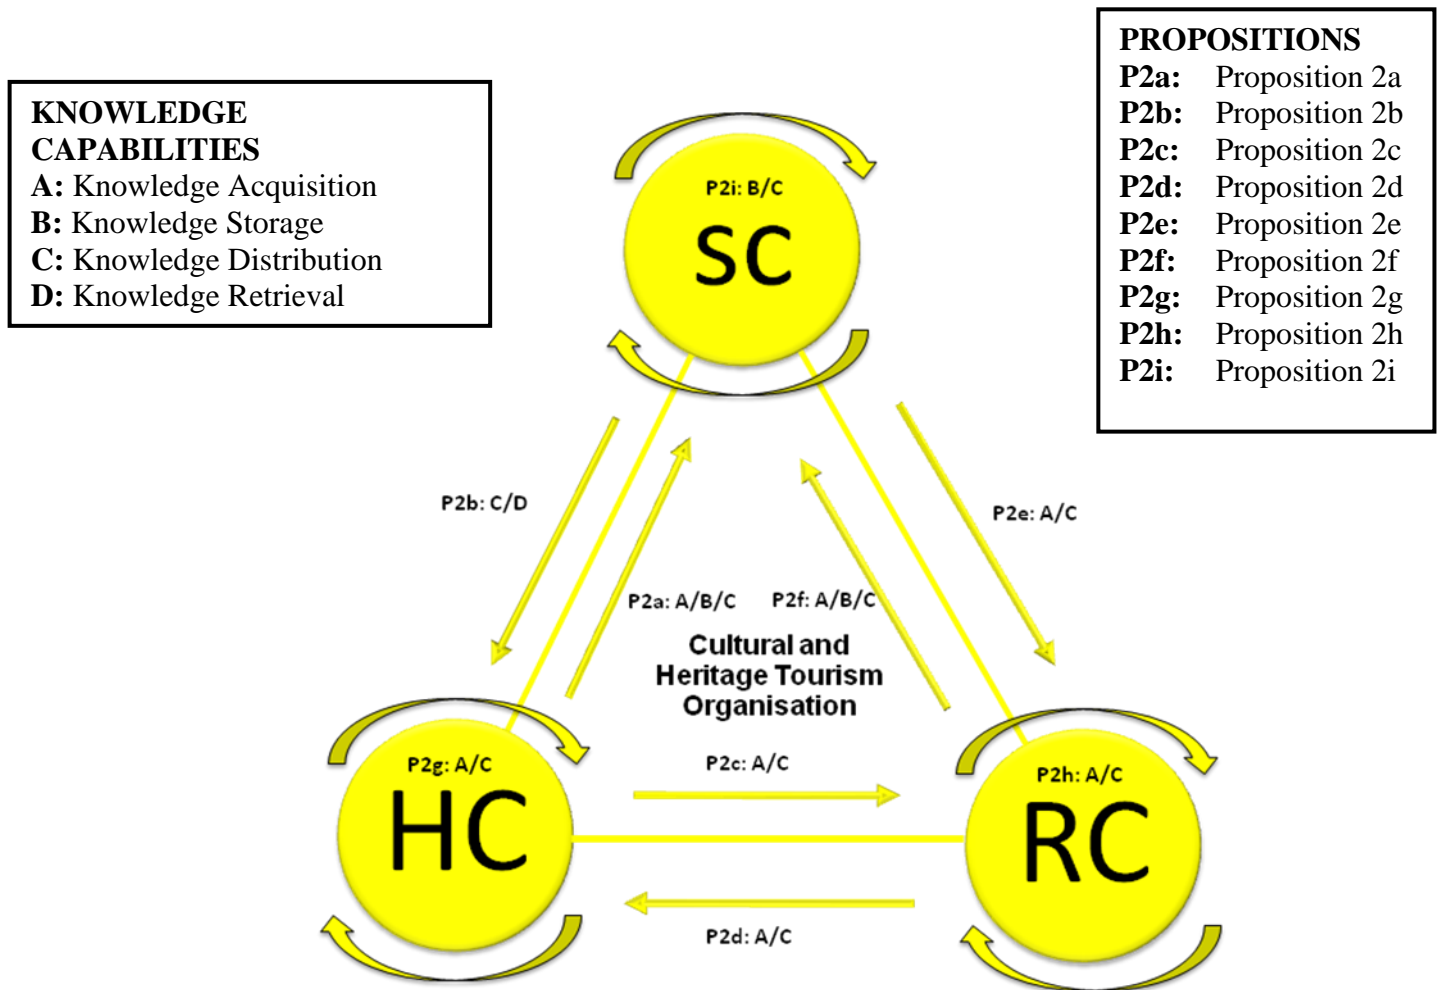 KNOWLEDGE
CAPABILITIES
A: Knowledge Acquisition
B: Knowledge Storage
C: Knowledge Distribution
D: Knowledge Retrieval
PROPOSITIONS
P2a: Proposition 2a
P2b: Proposition 2b
P2c: Proposition 2c
P2d: Proposition 2d
P2e: Proposition 2e
P2f: Proposition 2f
P2g: Proposition 2g
P2h: Proposition 2h
P2i: Proposition 2i
P2i: B/C
SC
P2b: C/D
P2e: A/C
P2a: A/B/C
P2f: A/B/C
Cultural and
Heritage Tourism
Organisation
P2g: A/C
HC
P2c: A/C
P2h: A/C
RC
P2d: A/C